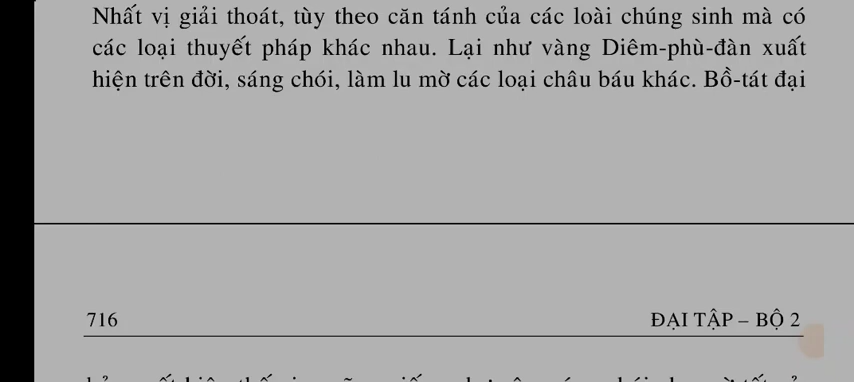 Nhất vị giải thoát, tùy theo căn tánh của các loài chúng sinh mà có
các loại thuyết pháp khác nhau. Lại như vàng Diêm-phù-đàn xuất
hiện trên đời, sáng chói, làm lu mờ các loại châu báu khác. Bồ-tát đại
716
ĐẠI TẬP – BỘ 2